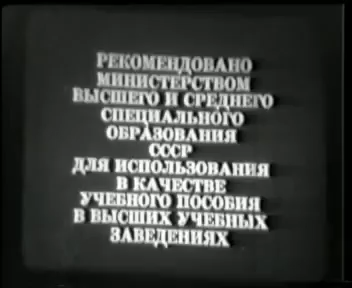 РЕКОМЕНДОВАНО
МИНИСТЕРСТВОМ
ВЫСШЕГО И СРЕДНЕГО
СПЕЦИАЛЬНОГО
ОБРАЗОВАНИЯ
СССР
ДЛЯ ИСПОЛЬЗОВАНИЯ
В КАЧЕСТВЕ
УЧЕБНОГО ПОСОБИЯ
В ВЫСШИХ УЧЕБНЫХ
ЗАВЕДЕНИЯХ